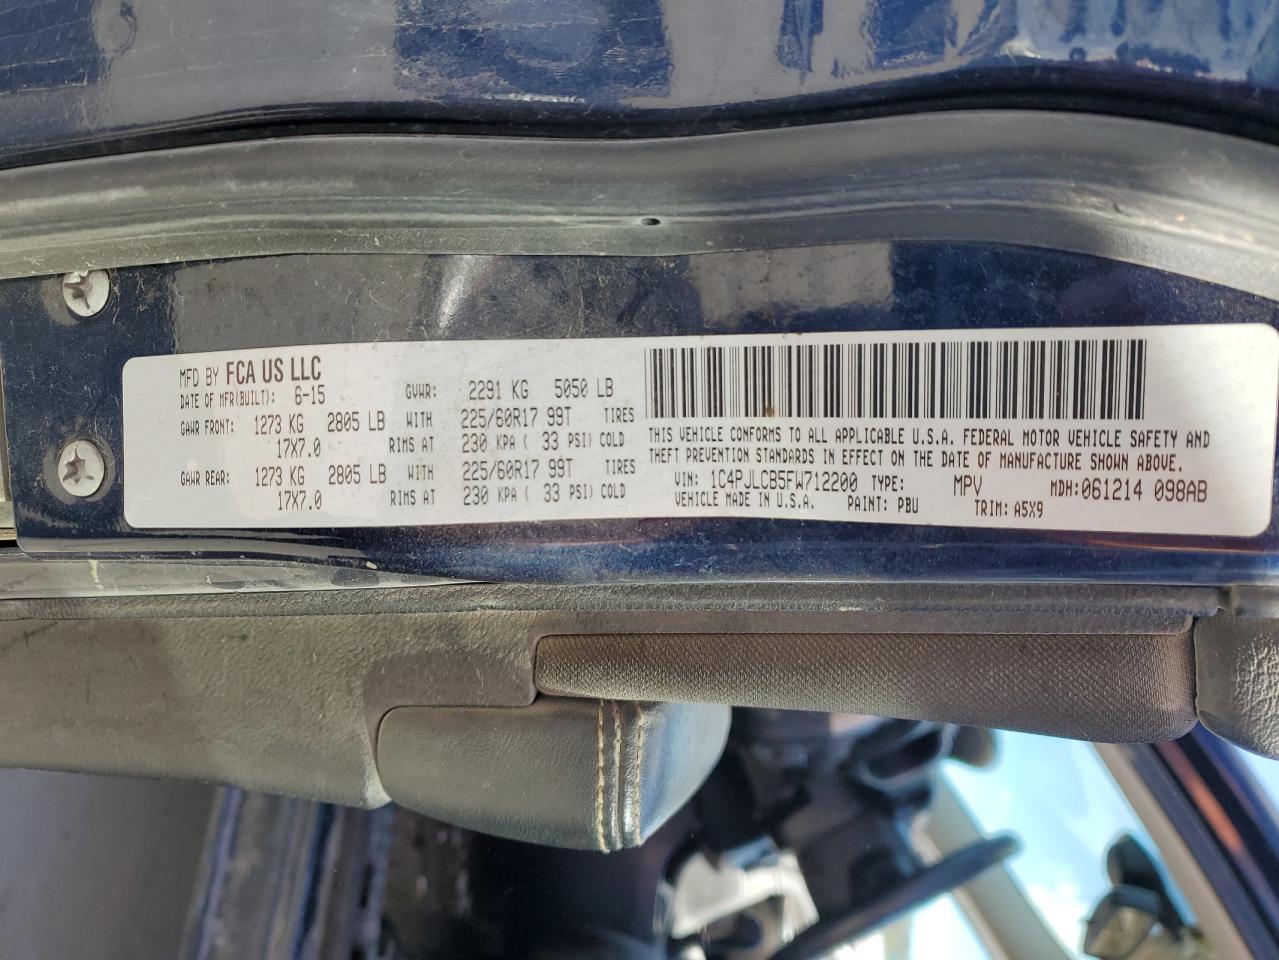 MFD BY FCA US LLC
DATE OF MFR(BUILT): 6-15 GVWR: 2291 KG 5050 LB
GAWR FRONT: 1273 KG 2805 LB WITH 225/60R17 99T TIRES
17X7.0 RIMS AT 230 KPA ( 33 PSI) COLD
GAWR REAR: 1273 KG 2805 LB WITH 225/60R17 99T TIRES
17X7.0 RIMS AT 230 KPA ( 33 PSI) COLD
THIS VEHICLE CONFORMS TO ALL APPLICABLE U.S.A. FEDERAL MOTOR VEHICLE SAFETY AND
THEFT PREVENTION STANDARDS IN EFFECT ON THE DATE OF MANUFACTURE SHOWN ABOVE.
VIN: 1C4PJLCB5FW712200 TYPE: MPV MDH:061214 098AB
VEHICLE MADE IN U.S.A. PAINT: PBU TRIM: A5X9